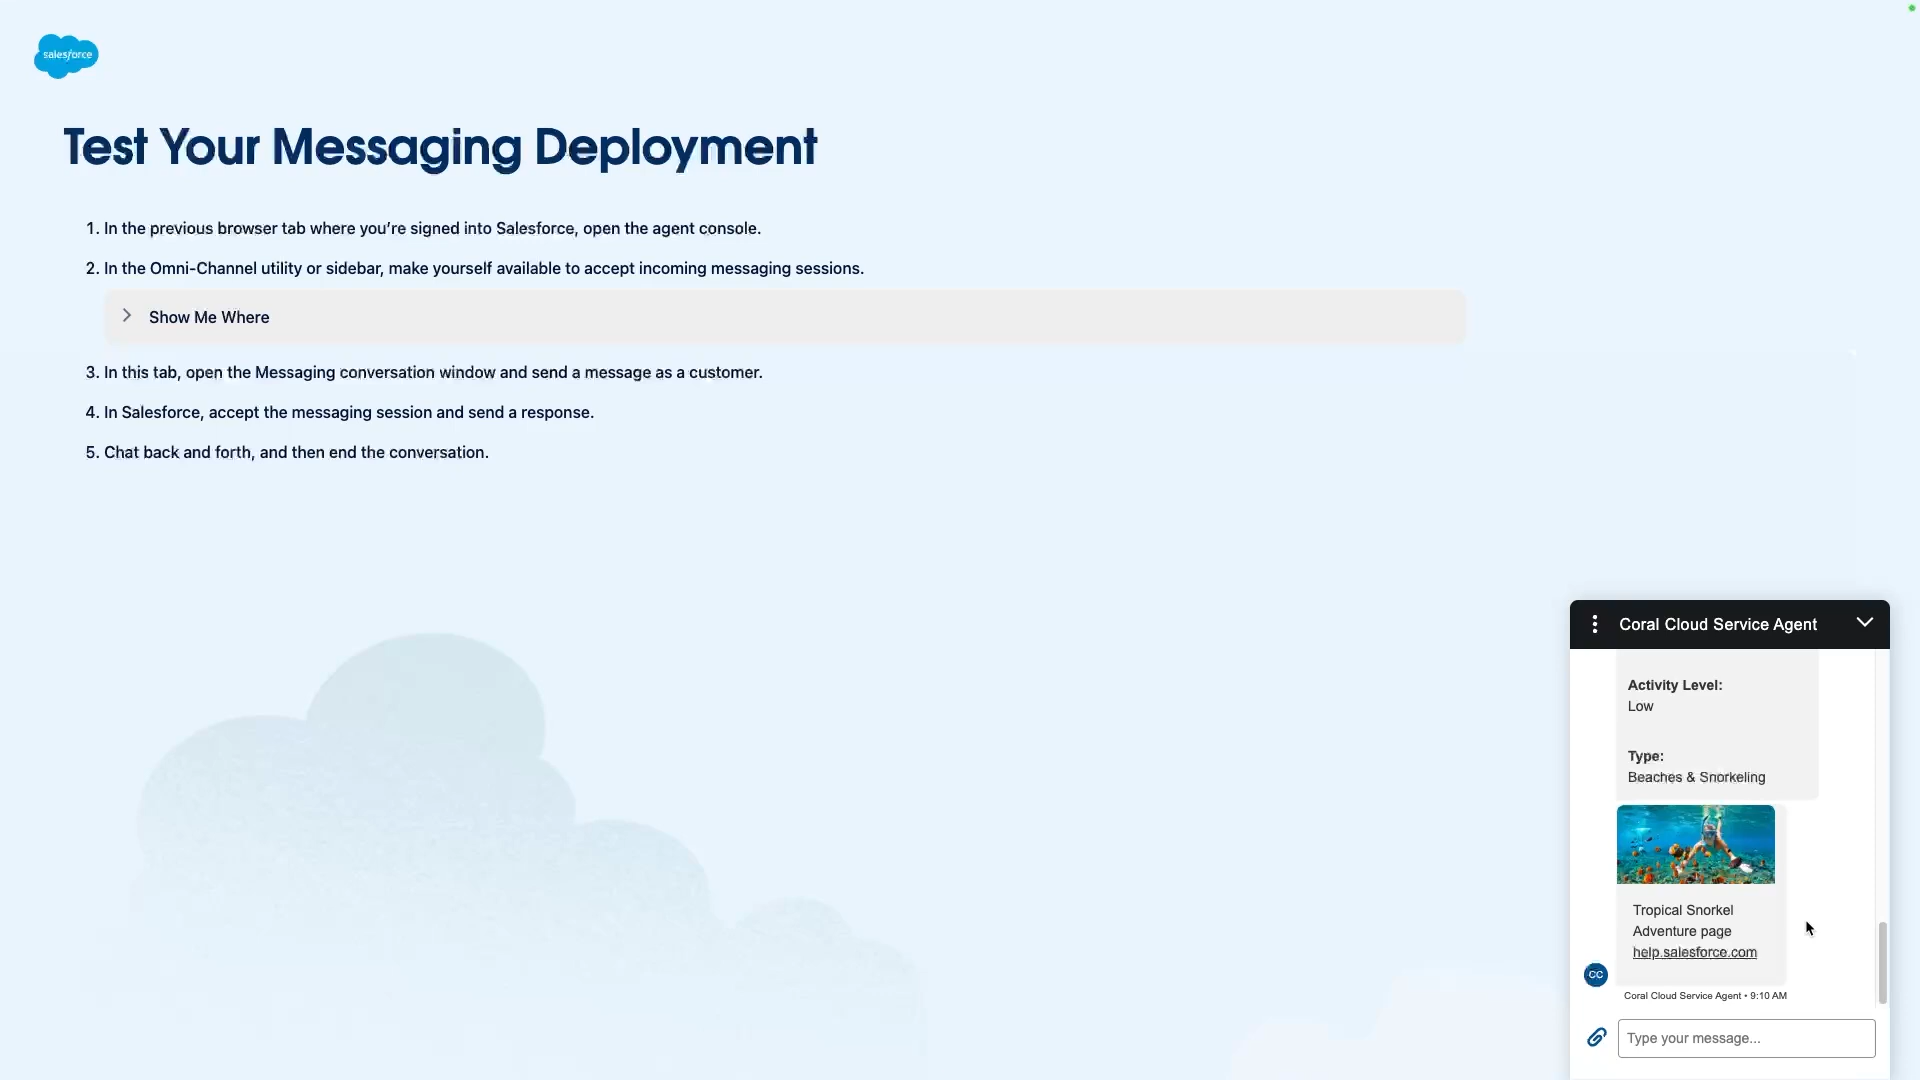 salesforce
Test Your Messaging Deployment
1. In the previous browser tab where you're signed into Salesforce, open the agent console.
2. In the Omni-Channel utility or sidebar, make yourself available to accept incoming messaging sessions.
Show Me Where
3. In this tab, open the Messaging conversation window and send a message as a customer.
4. In Salesforce, accept the messaging session and send a response.
5. Chat back and forth, and then end the conversation.
Coral Cloud Service Agent
Activity Level:
Low
Type:
Beaches & Snorkeling
Tropical Snorkel
Adventure page
help.salesforce.com
CC
Coral Cloud Service Agent • 9:10 AM
Type your message...